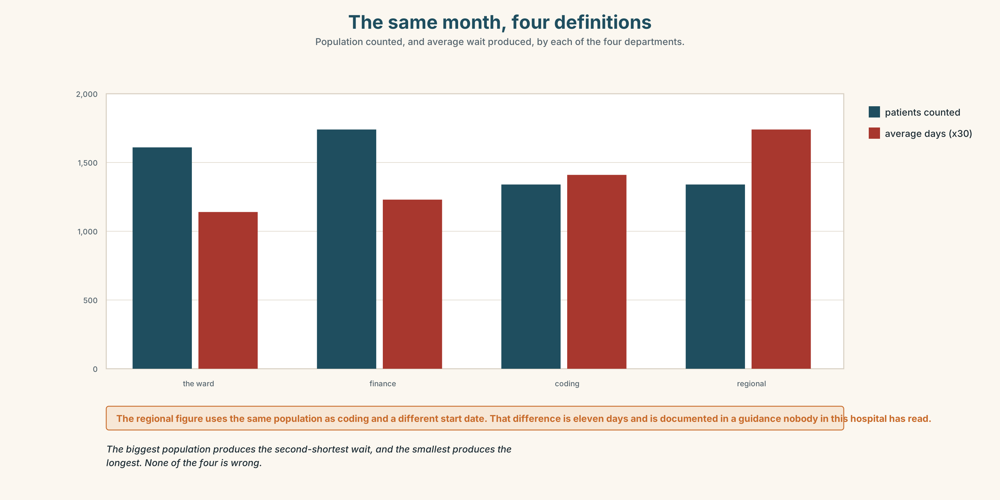 The same month, four definitions
Population counted, and average wait produced, by each of the four departments.
2,000
1,500
1,000
500
0
patients counted
average days (x30)
the ward
finance
coding
regional
The regional figure uses the same population as coding and a different start date. That difference is eleven days and is documented in a guidance nobody in this hospital has read.
The biggest population produces the second-shortest wait, and the smallest produces the
longest. None of the four is wrong.